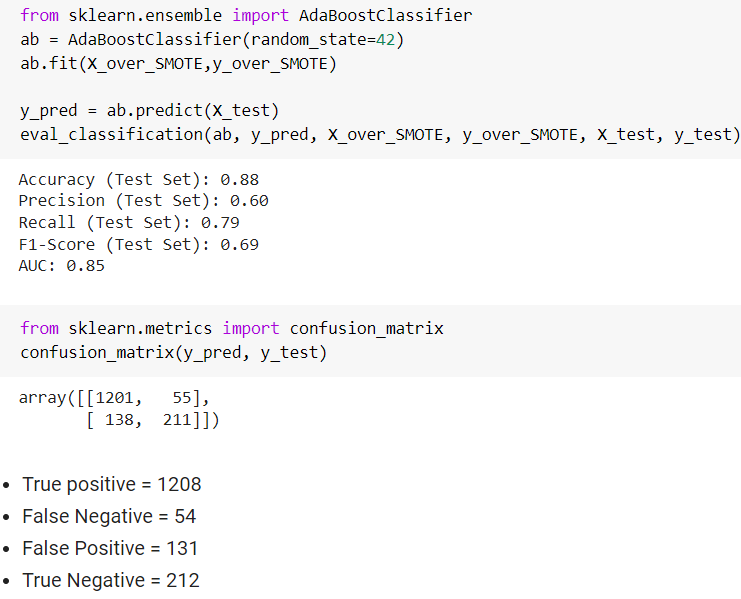 from sklearn.ensemble import AdaBoostClassifier
ab = AdaBoostClassifier(random_state=42)
ab.fit(X_over_SMOTE,y_over_SMOTE)
y_pred = ab.predict(X_test)
eval_classification(ab, y_pred, X_over_SMOTE, y_over_SMOTE, X_test, y_test)
Accuracy (Test Set): 0.88
Precision (Test Set): 0.60
Recall (Test Set): 0.79
F1-Score (Test Set): 0.69
AUC: 0.85
from sklearn.metrics import confusion_matrix
confusion_matrix(y_pred, y_test)
array([[1201,   55],
       [ 138,  211]])
• True positive = 1208
• False Negative = 54
• False Positive = 131
• True Negative = 212